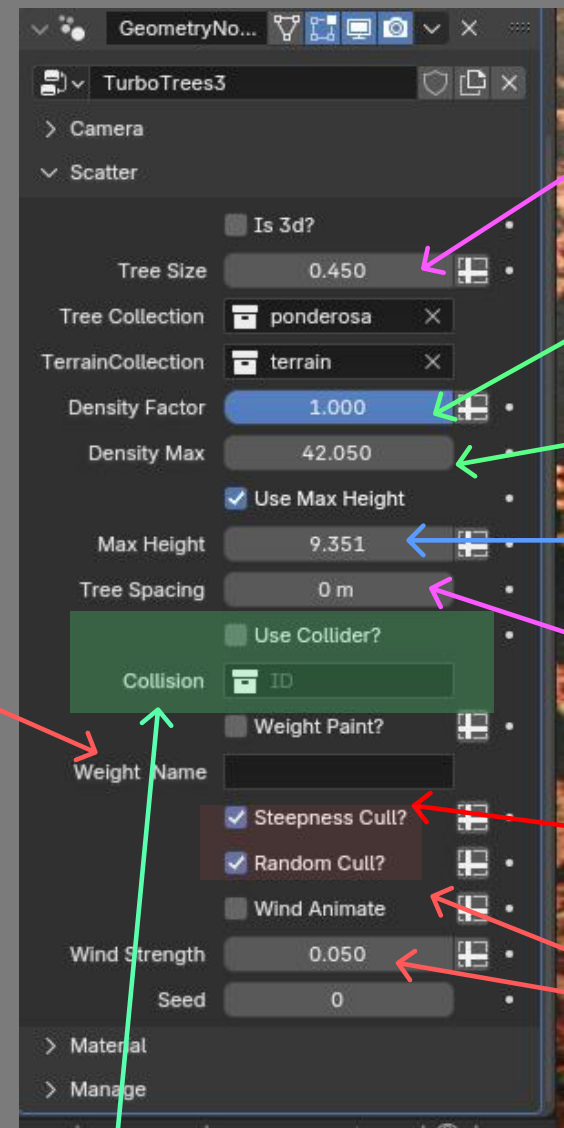 GeometryNo...
TurboTrees3
Camera
Scatter
Is 3d?
Tree Size 0.450
Tree Collection ponderosa
TerrainCollection terrain
Density Factor 1.000
Density Max 42.050
Use Max Height
Max Height 9.351
Tree Spacing 0 m
Use Collider?
Collision ID
Weight Paint?
Weight Name
Steepness Cull?
Random Cull?
Wind Animate
Wind Strength 0.050
Seed 0
Material
Manage